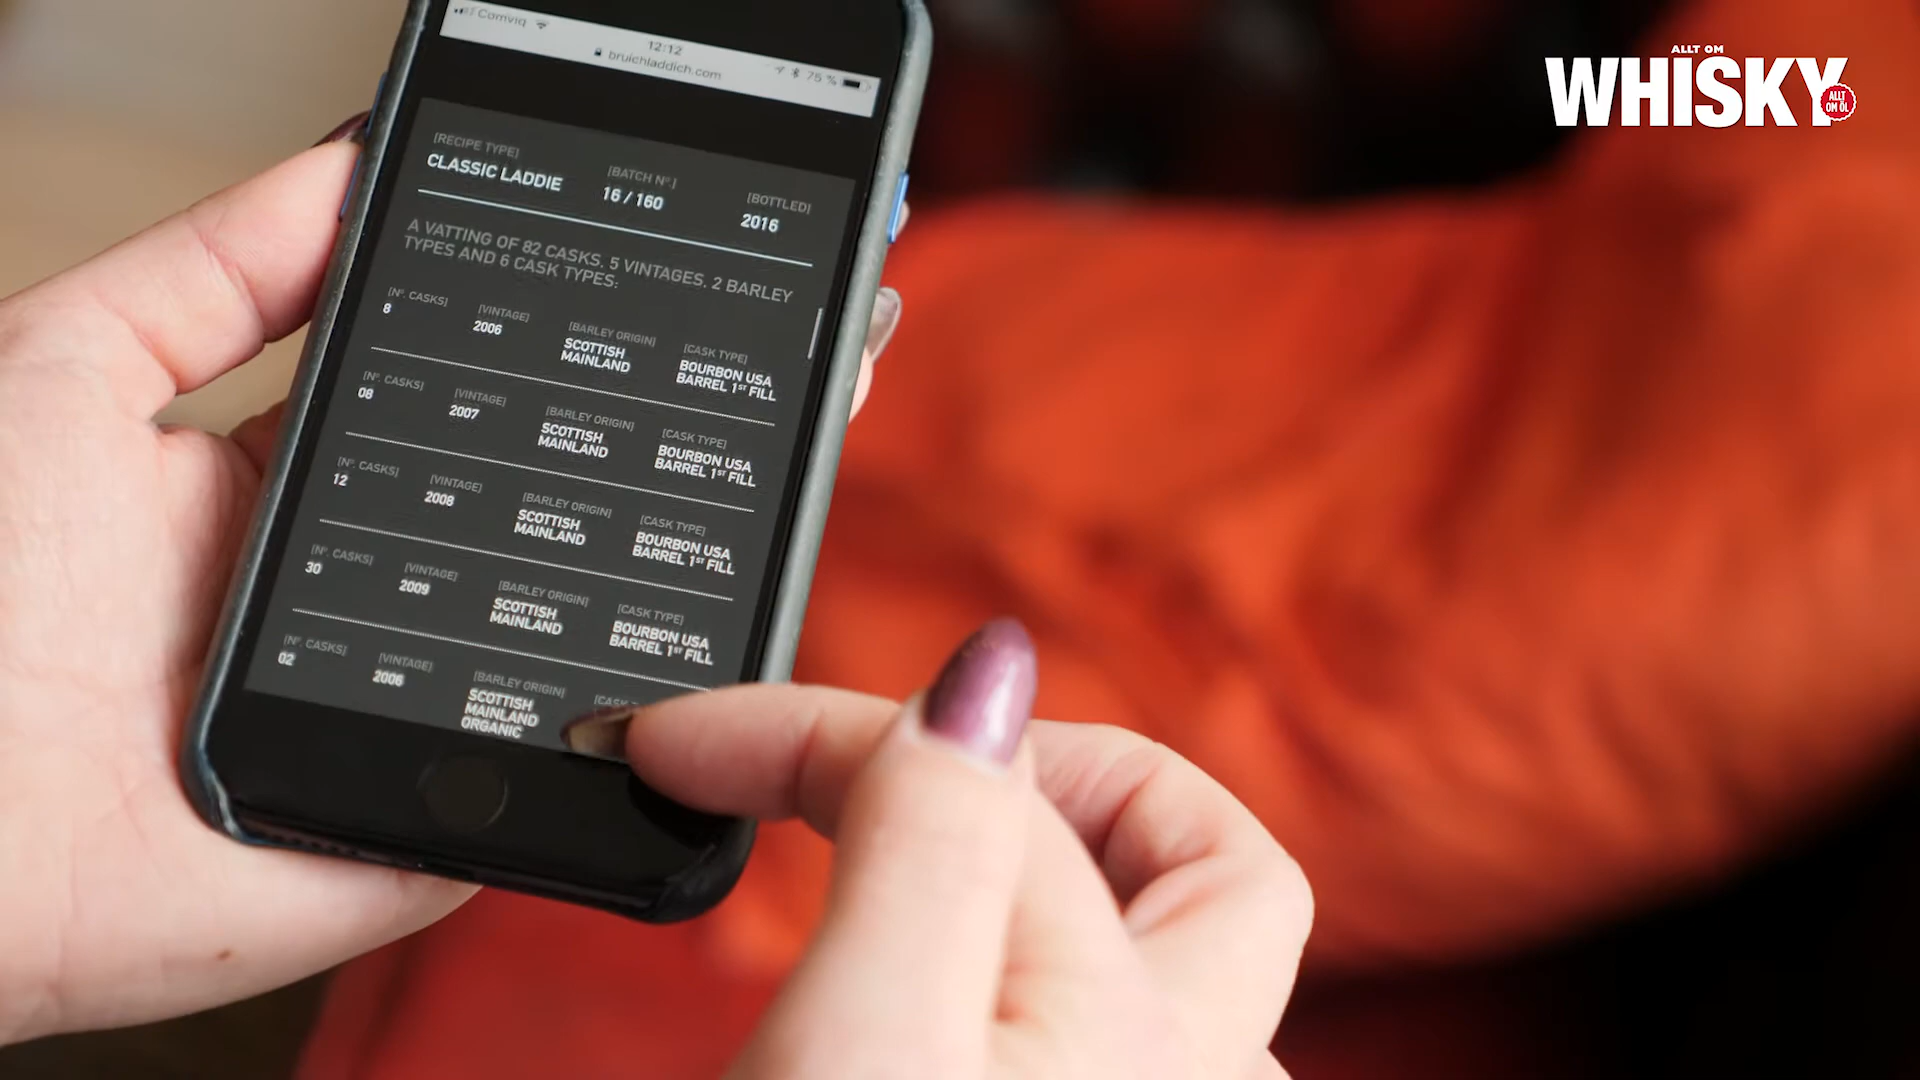 Comviq
12:12
bruichladdich.com
75 %
ALLT OM
WHISKY
ALLT
OM ÖL
[RECIPE TYPE]
CLASSIC LADDIE
[BATCH Nº.]
16 / 160
[BOTTLED]
2016
A VATTING OF 82 CASKS, 5 VINTAGES, 2 BARLEY
TYPES AND 6 CASK TYPES:
[Nº. CASKS]
8
[VINTAGE]
2006
[BARLEY ORIGIN]
SCOTTISH
MAINLAND
[CASK TYPE]
BOURBON USA
BARREL 1ST FILL
[Nº. CASKS]
08
[VINTAGE]
2007
[BARLEY ORIGIN]
SCOTTISH
MAINLAND
[CASK TYPE]
BOURBON USA
BARREL 1ST FILL
[Nº. CASKS]
12
[VINTAGE]
2008
[BARLEY ORIGIN]
SCOTTISH
MAINLAND
[CASK TYPE]
BOURBON USA
BARREL 1ST FILL
[Nº. CASKS]
30
[VINTAGE]
2009
[BARLEY ORIGIN]
SCOTTISH
MAINLAND
[CASK TYPE]
BOURBON USA
BARREL 1ST FILL
[Nº. CASKS]
02
[VINTAGE]
2006
[BARLEY ORIGIN]
SCOTTISH
MAINLAND
ORGANIC
[CASK